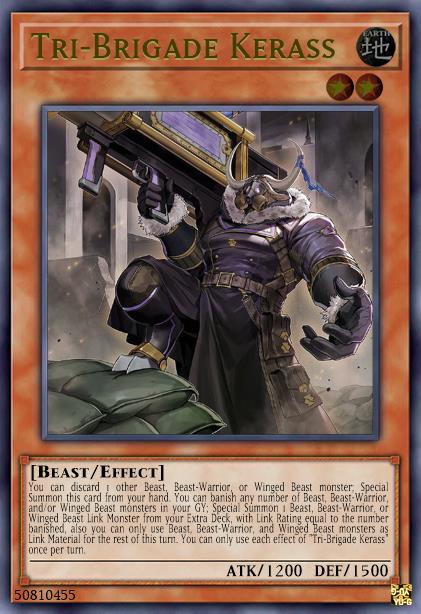 TRI-BRIGADE KERASS
EARTH
地
[BEAST/EFFECT]
You can discard 1 other Beast, Beast-Warrior, or Winged Beast monster; Special
Summon this card from your hand. You can banish any number of Beast, Beast-Warrior,
and/or Winged Beast monsters in your GY; Special Summon 1 Beast, Beast-Warrior, or
Winged Beast Link Monster from your Extra Deck, with Link Rating equal to the number
banished, also you can only use Beast, Beast-Warrior, and Winged Beast monsters as
Link Material for the rest of this turn. You can only use each effect of "Tri-Brigade Kerass"
once per turn.
ATK/1200 DEF/1500
50810455